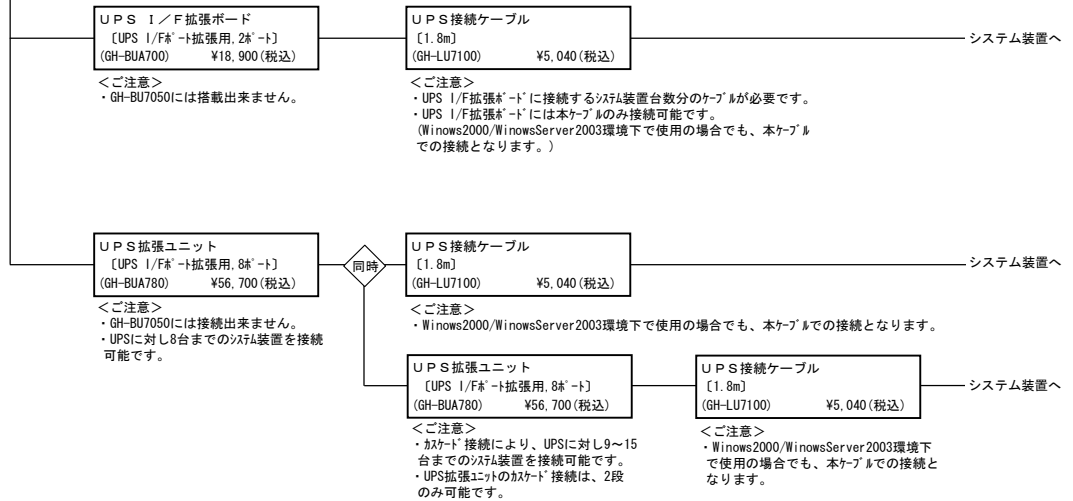 ＵＰＳ Ｉ／Ｆ拡張ボード
〔UPS I/Fﾎﾟｰﾄ拡張用,2ﾎﾟｰﾄ〕
(GH-BUA700) ¥18,900(税込)
＜ご注意＞
・GH-BU7050には搭載出来ません。
ＵＰＳ接続ケーブル
〔1.8m〕
(GH-LU7100) ¥5,040(税込)
システム装置へ
＜ご注意＞
・UPS I/F拡張ﾎﾞｰﾄﾞに接続するｼｽﾃﾑ装置台数分のｹｰﾌﾞﾙが必要です。
・UPS I/F拡張ﾎﾞｰﾄﾞには本ｹｰﾌﾞﾙのみ接続可能です。
(Winows2000/WinowsServer2003環境下で使用の場合でも、本ｹｰﾌﾞﾙ
での接続となります。)
ＵＰＳ拡張ユニット
〔UPS I/Fﾎﾟｰﾄ拡張用,8ﾎﾟｰﾄ〕
(GH-BUA780) ¥56,700(税込)
＜ご注意＞
・GH-BU7050には接続出来ません。
・UPSに対し8台までのｼｽﾃﾑ装置を接続
可能です。
同時
ＵＰＳ接続ケーブル
〔1.8m〕
(GH-LU7100) ¥5,040(税込)
システム装置へ
＜ご注意＞
・Winows2000/WinowsServer2003環境下で使用の場合でも、本ｹｰﾌﾞﾙでの接続となります。
ＵＰＳ拡張ユニット
〔UPS I/Fﾎﾟｰﾄ拡張用,8ﾎﾟｰﾄ〕
(GH-BUA780) ¥56,700(税込)
＜ご注意＞
・ｶｽｹｰﾄﾞ接続により、UPSに対し9～15
台までのｼｽﾃﾑ装置を接続可能です。
・UPS拡張ﾕﾆｯﾄのｶｽｹｰﾄﾞ接続は、2段
のみ可能です。
ＵＰＳ接続ケーブル
〔1.8m〕
(GH-LU7100) ¥5,040(税込)
システム装置へ
＜ご注意＞
・Winows2000/WinowsServer2003環境下
で使用の場合でも、本ｹｰﾌﾞﾙでの接続と
なります。